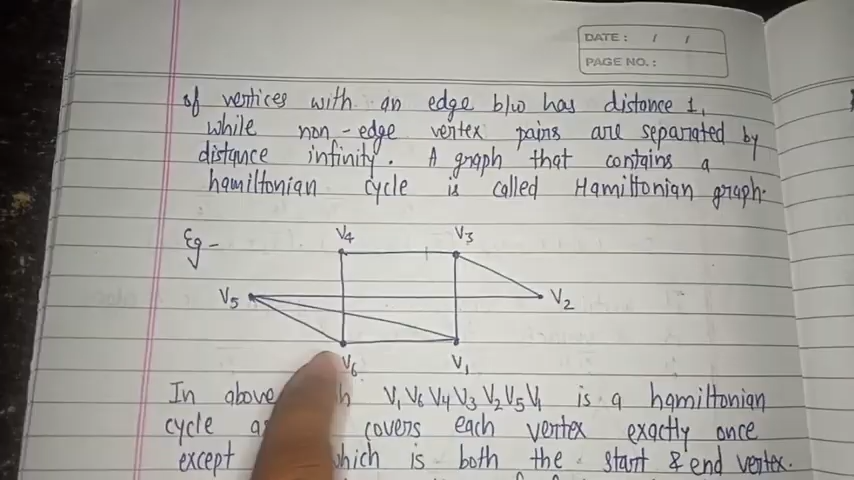 DATE: / /
PAGE NO.:
of vertices with an edge b/w has distance 1,
while non-edge vertex pairs are separated by
distance infinity. A graph that contains a
hamiltonian cycle is called Hamiltonian graph.
Eg-
V4 V3
V5 V2
V6 V1
In above V1 V6 V4 V3 V2 V5 V1 is a hamiltonian
cycle covers each vertex exactly once
except which is both the start & end vertex.